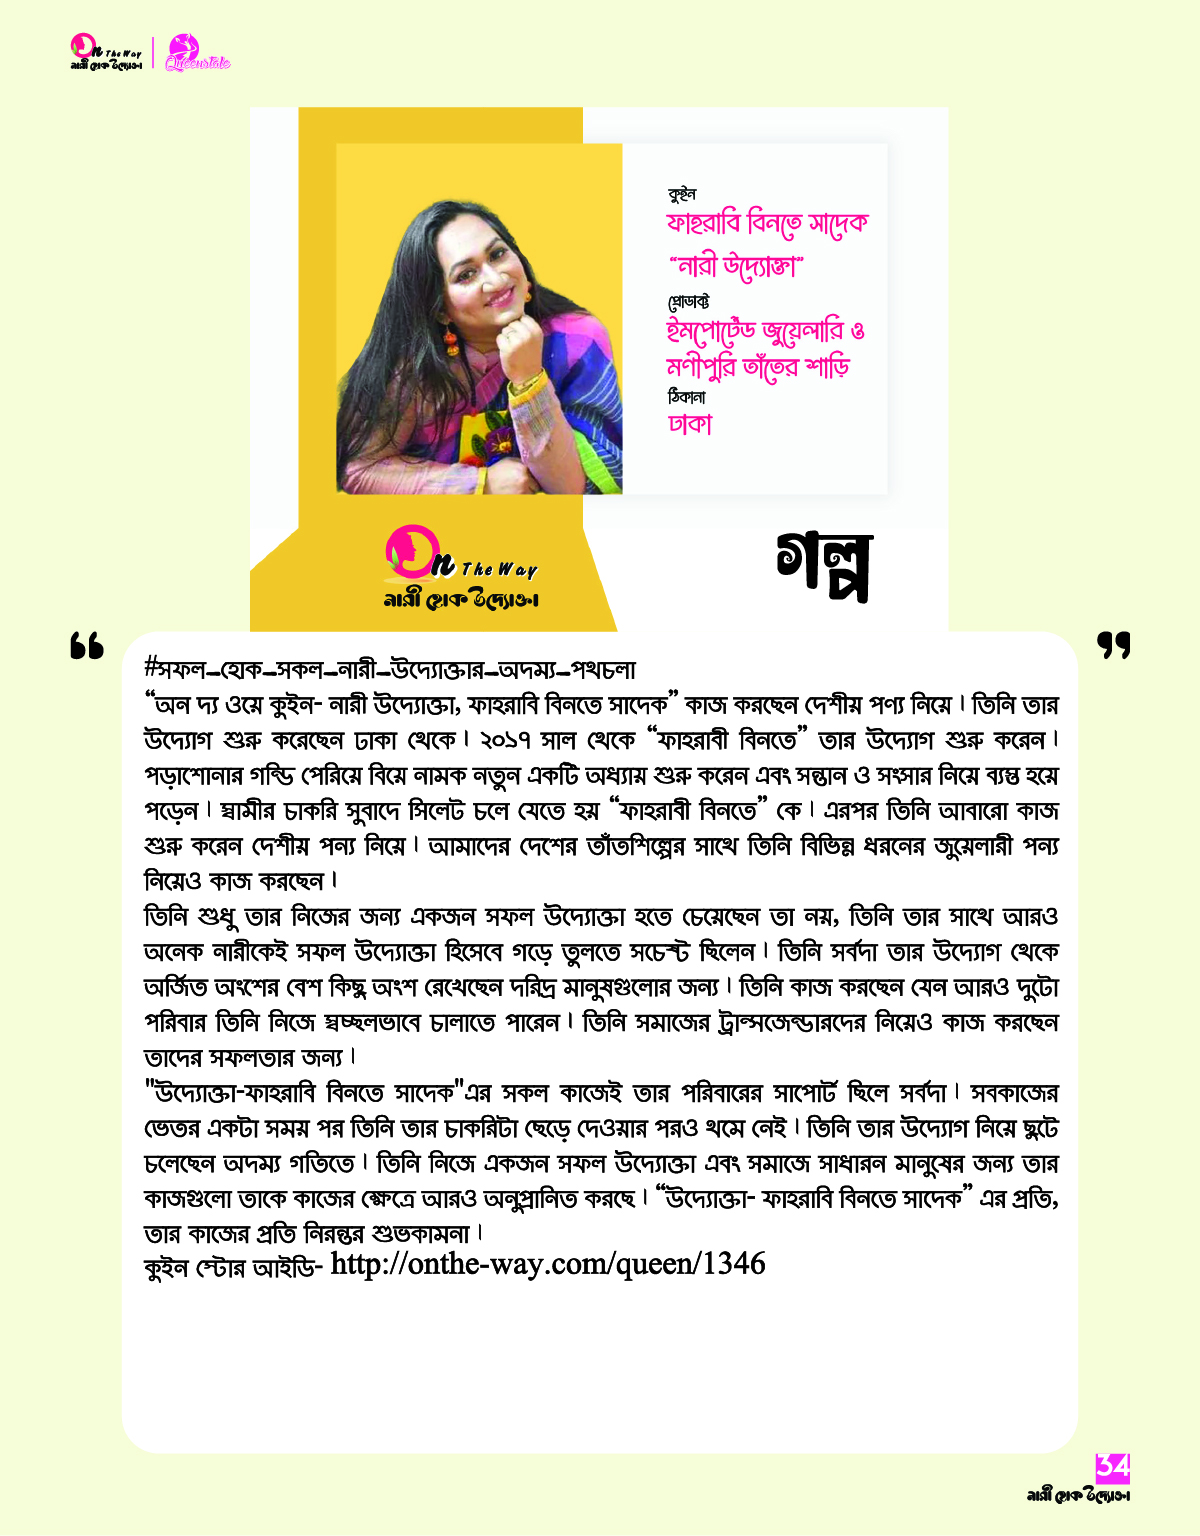 On The Way
নারী হোক উদ্যোক্তা
Queenstale
কুইন
ফাহরাবি বিনতে সাদেক
“নারী উদ্যোক্তা”
প্রোডাক্ট
ইমপোর্টেড জুয়েলারি ও
মণীপুরি তাঁতের শাড়ি
ঠিকানা
ঢাকা
On The Way
নারী হোক উদ্যোক্তা
গল্প
“
”
#সফল_হোক_সকল_নারী_উদ্যোক্তার_অদম্য_পথচলা
“অন দ্য ওয়ে কুইন- নারী উদ্যোক্তা, ফাহরাবি বিনতে সাদেক” কাজ করছেন দেশীয় পণ্য নিয়ে। তিনি তার
উদ্যোগ শুরু করেছেন ঢাকা থেকে। ২০১৭ সাল থেকে “ফাহরাবী বিনতে” তার উদ্যোগ শুরু করেন।
পড়াশোনার গন্ডি পেরিয়ে বিয়ে নামক নতুন একটি অধ্যায় শুরু করেন এবং সন্তান ও সংসার নিয়ে ব্যস্ত হয়ে
পড়েন। স্বামীর চাকরি সুবাদে সিলেট চলে যেতে হয় “ফাহরাবী বিনতে” কে। এরপর তিনি আবারো কাজ
শুরু করেন দেশীয় পন্য নিয়ে। আমাদের দেশের তাঁতশিল্পের সাথে তিনি বিভিন্ন ধরনের জুয়েলারী পন্য
নিয়েও কাজ করছেন।
তিনি শুধু তার নিজের জন্য একজন সফল উদ্যোক্তা হতে চেয়েছেন তা নয়, তিনি তার সাথে আরও
অনেক নারীকেই সফল উদ্যোক্তা হিসেবে গড়ে তুলতে সচেস্ট ছিলেন। তিনি সর্বদা তার উদ্যোগ থেকে
অর্জিত অংশের বেশ কিছু অংশ রেখেছেন দরিদ্র মানুষগুলোর জন্য। তিনি কাজ করছেন যেন আরও দুটো
পরিবার তিনি নিজে স্বচ্ছলভাবে চালাতে পারেন। তিনি সমাজের ট্রান্সজেন্ডারদের নিয়েও কাজ করছেন
তাদের সফলতার জন্য।
"উদ্যোক্তা-ফাহরাবি বিনতে সাদেক"এর সকল কাজেই তার পরিবারের সাপোর্ট ছিলে সর্বদা। সবকাজের
ভেতর একটা সময় পর তিনি তার চাকরিটা ছেড়ে দেওয়ার পরও থমে নেই। তিনি তার উদ্যোগ নিয়ে ছুটে
চলেছেন অদম্য গতিতে। তিনি নিজে একজন সফল উদ্যোক্তা এবং সমাজে সাধারন মানুষের জন্য তার
কাজগুলো তাকে কাজের ক্ষেত্রে আরও অনুপ্রানিত করছে। “উদ্যোক্তা- ফাহরাবি বিনতে সাদেক” এর প্রতি,
তার কাজের প্রতি নিরন্তর শুভকামনা।
কুইন স্টোর আইডি- http://onthe-way.com/queen/1346
34
নারী হোক উদ্যোক্তা